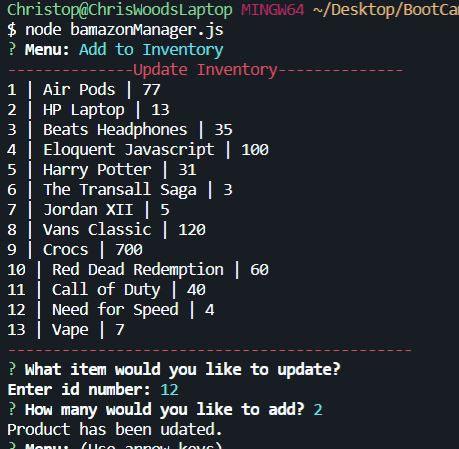 Christop@ChrisWoodsLaptop MINGW64 ~/Desktop/BootCa
$ node bamazonManager.js
? Menu: Add to Inventory
-------------Update Inventory-------------
1 | Air Pods | 77
2 | HP Laptop | 13
3 | Beats Headphones | 35
4 | Eloquent Javascript | 100
5 | Harry Potter | 31
6 | The Transall Saga | 3
7 | Jordan XII | 5
8 | Vans Classic | 120
9 | Crocs | 700
10 | Red Dead Redemption | 60
11 | Call of Duty | 40
12 | Need for Speed | 4
13 | Vape | 7
------------------------------------------
? What item would you like to update?
Enter id number: 12
? How many would you like to add? 2
Product has been udated.
? Menu: (Use arrow keys)